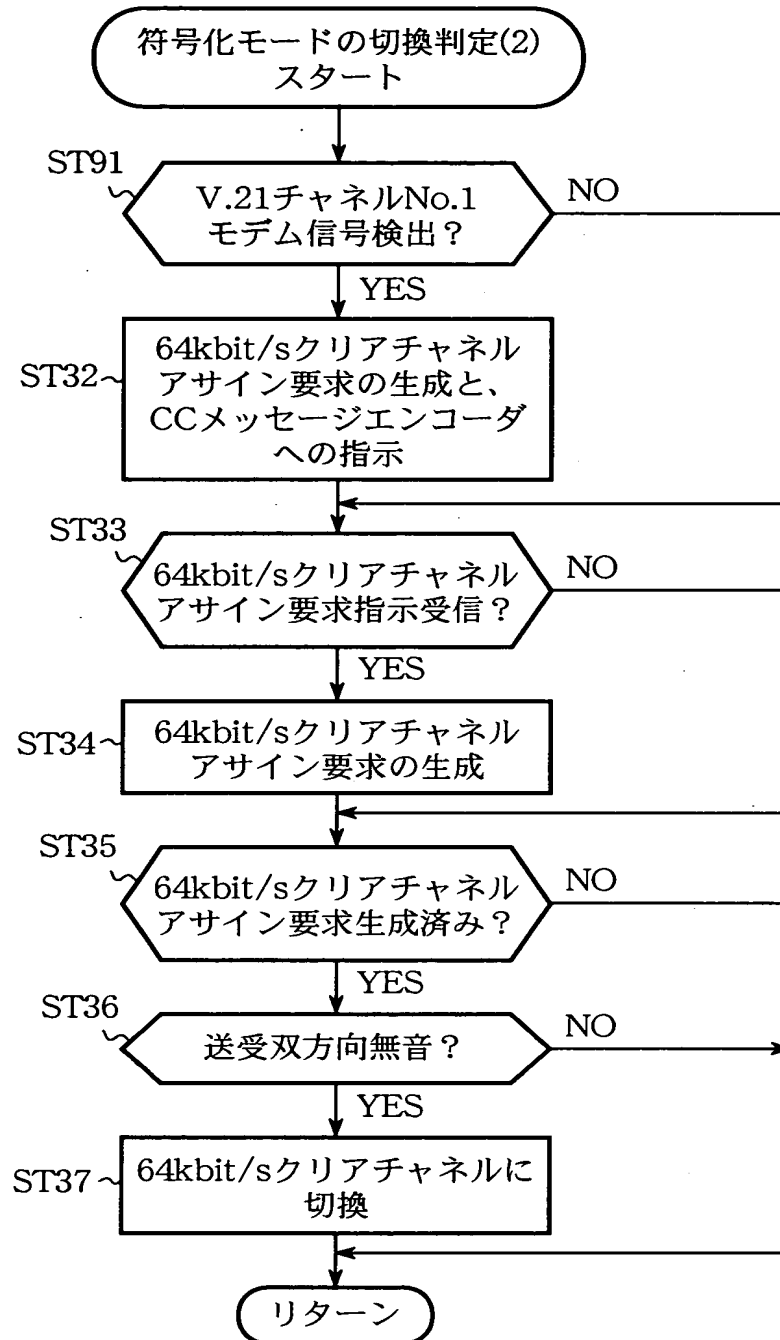 符号化モードの切換判定(2)
スタート
ST91
V.21チャネルNo.1
モデム信号検出？
NO
YES
ST32
64kbit/sクリアチャネル
アサイン要求の生成と、
CCメッセージエンコーダ
への指示
ST33
64kbit/sクリアチャネル
アサイン要求指示受信？
NO
YES
ST34
64kbit/sクリアチャネル
アサイン要求の生成
ST35
64kbit/sクリアチャネル
アサイン要求生成済み？
NO
YES
ST36
送受双方向無音？
NO
YES
ST37
64kbit/sクリアチャネルに
切換
リターン